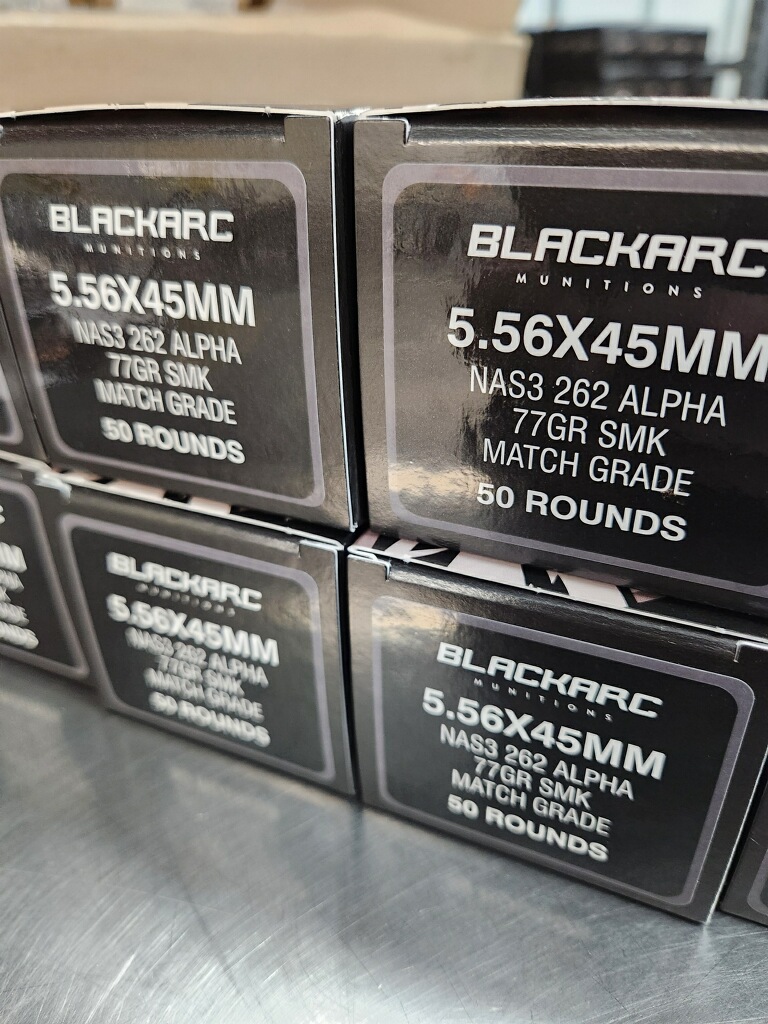 BLACKARC
MUNITIONS
5.56X45MM
NAS3 262 ALPHA
77GR SMK
MATCH GRADE
50 ROUNDS
BLACKARC
MUNITIONS
5.56X45MM
NAS3 262 ALPHA
77GR SMK
MATCH GRADE
50 ROUNDS
BLACKARC
MUNITIONS
5.56X45MM
NAS3 262 ALPHA
77GR SMK
MATCH GRADE
50 ROUNDS
BLACKARC
MUNITIONS
5.56X45MM
NAS3 262 ALPHA
77GR SMK
MATCH GRADE
50 ROUNDS